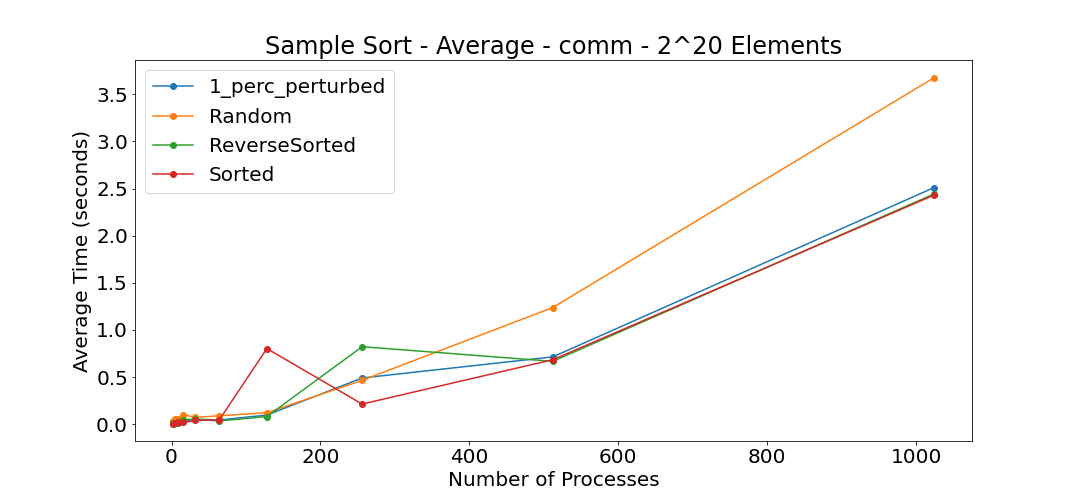 Sample Sort - Average - comm - 2^20 Elements
1_perc_perturbed
Random
ReverseSorted
Sorted
Average Time (seconds)
3.5
3.0
2.5
2.0
1.5
1.0
0.5
0.0
0 200 400 600 800 1000
Number of Processes